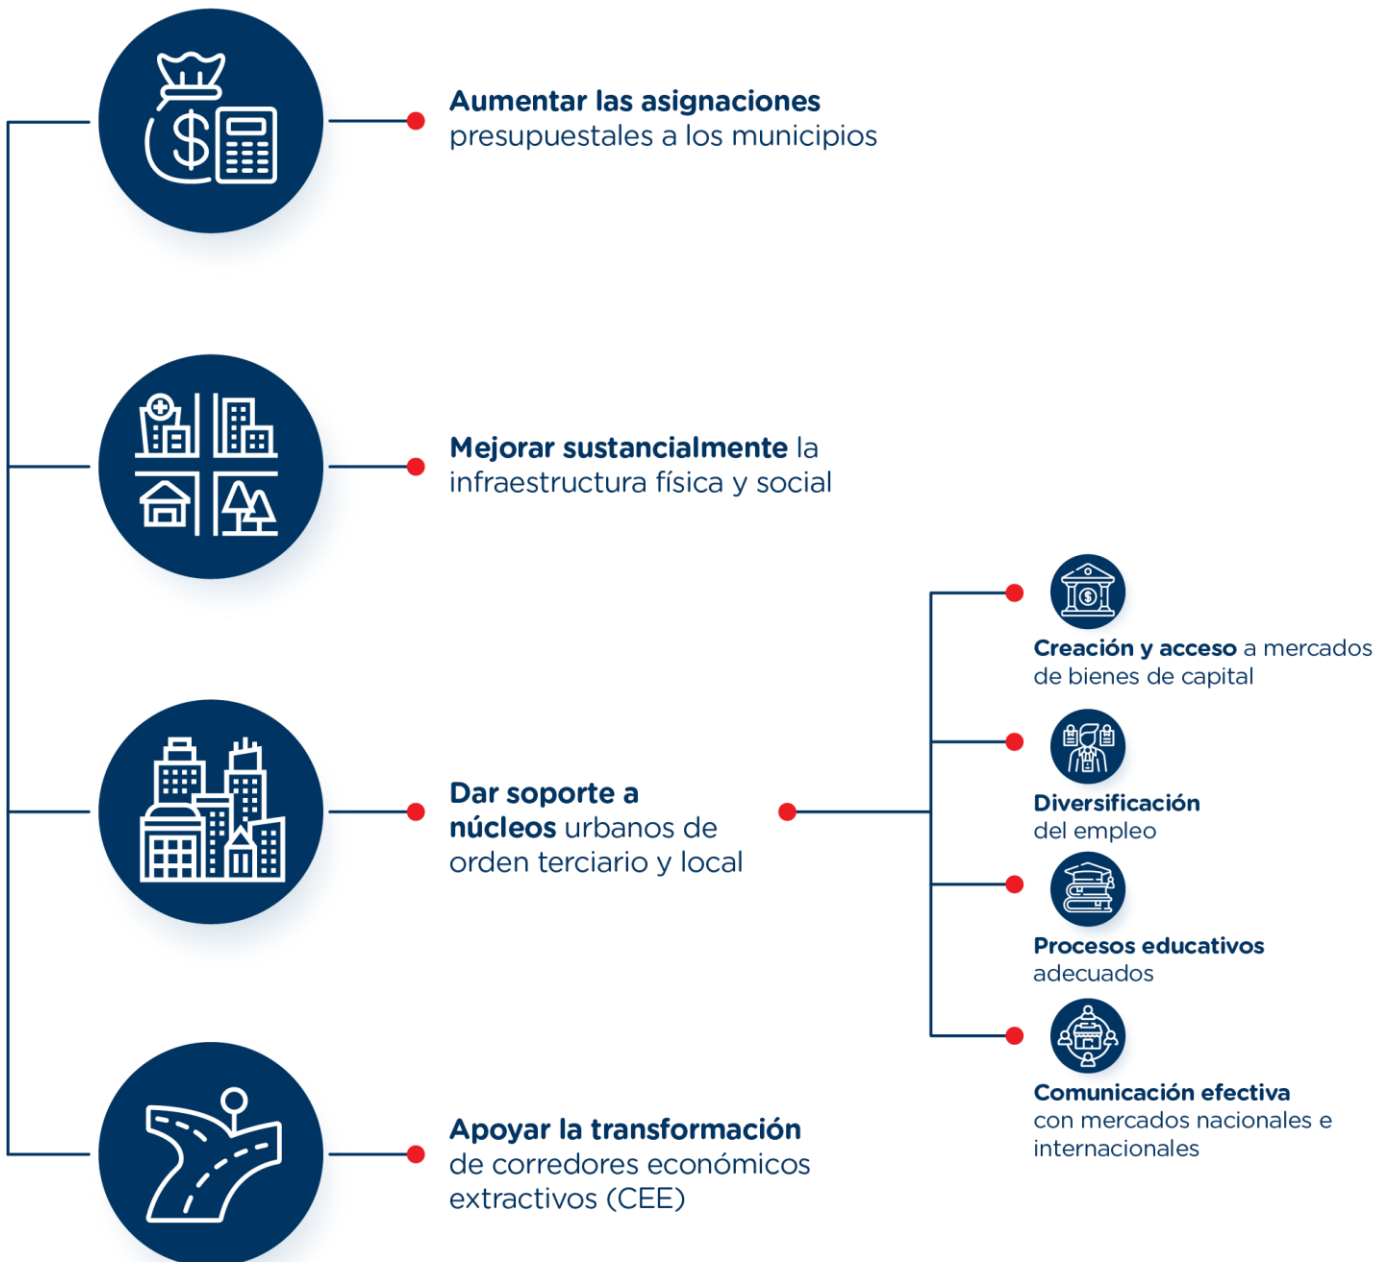 Aumentar las asignaciones
presupuestales a los municipios
Mejorar sustancialmente la
infraestructura física y social
Dar soporte a
núcleos urbanos de
orden terciario y local
Creación y acceso a mercados
de bienes de capital
Diversificación
del empleo
Procesos educativos
adecuados
Comunicación efectiva
con mercados nacionales e
internacionales
Apoyar la transformación
de corredores económicos
extractivos (CEE)